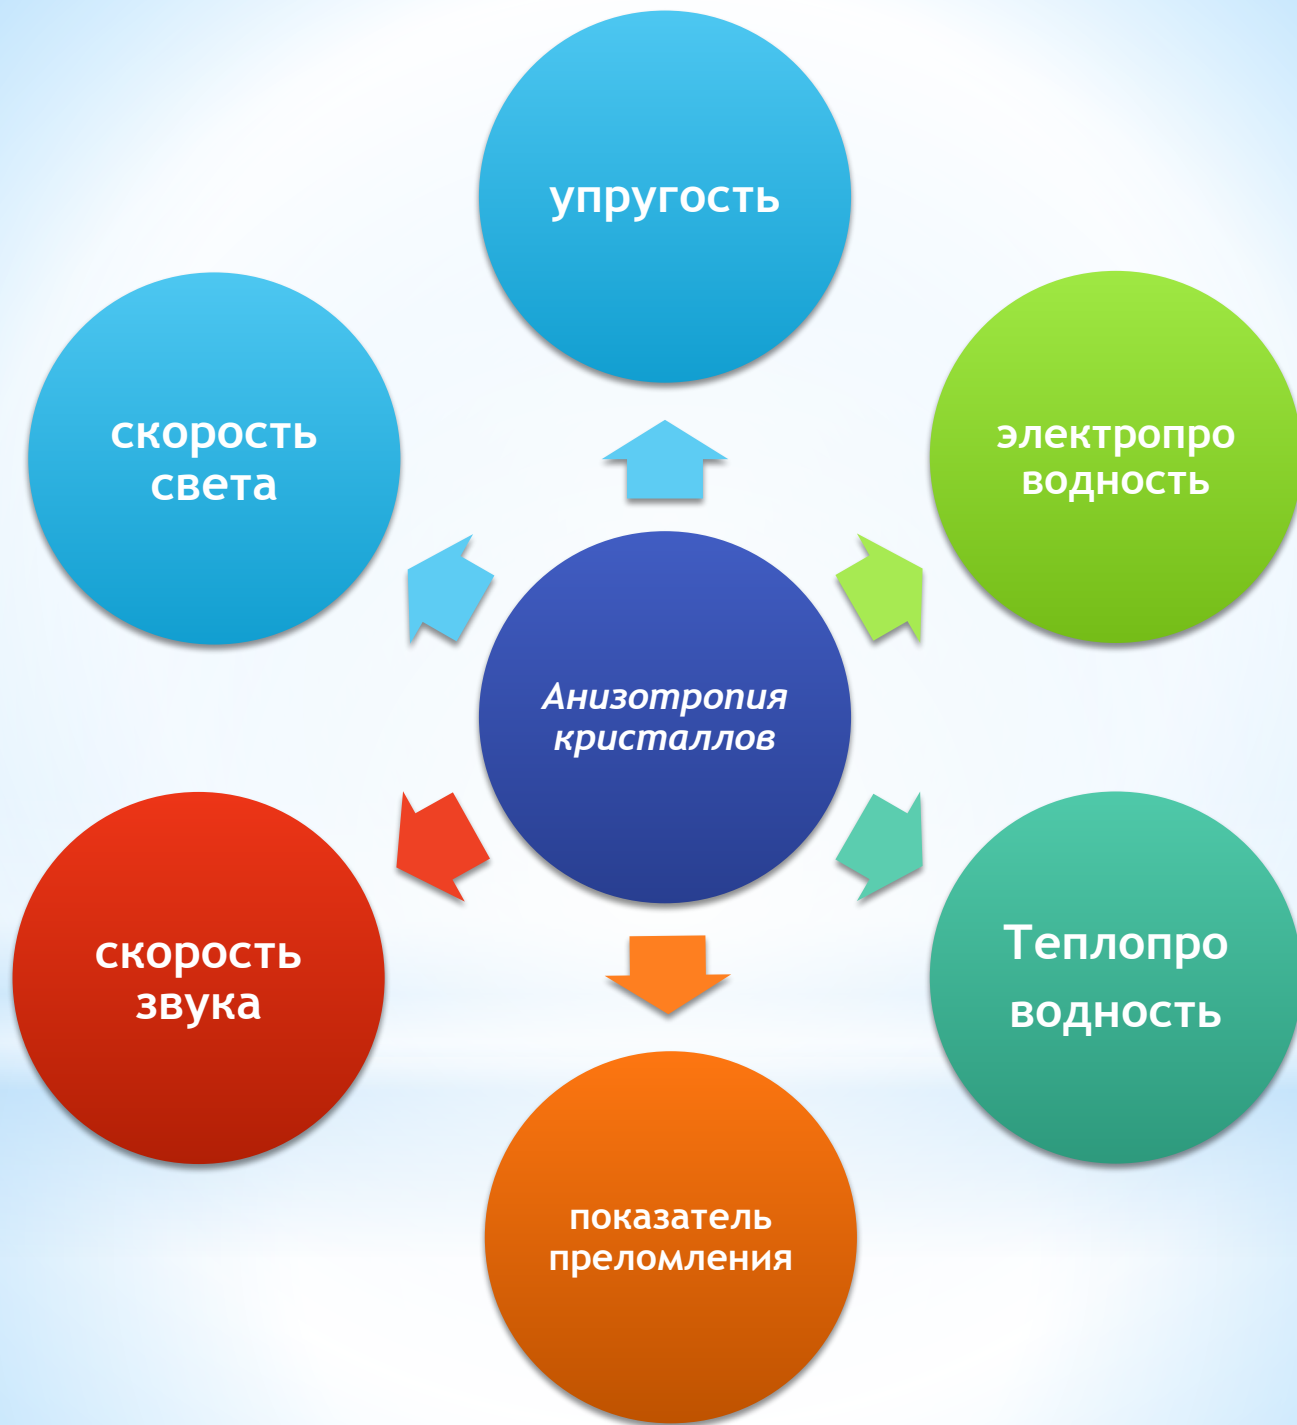 упругость
скорость
света
электропро
водность
Анизотропия
кристаллов
скорость
звука
Теплопро
водность
показатель
преломления